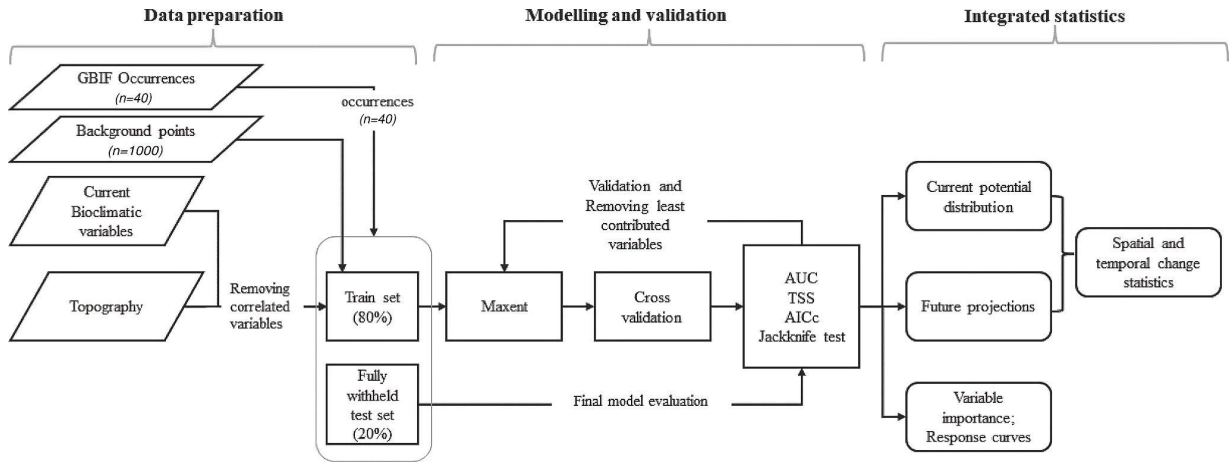 Data preparation
Modelling and validation
Integrated statistics
GBIF Occurrences
(n=40)
occurrences
(n=40)
Background points
(n=1000)
Current
Bioclimatic
variables
Topography
Removing
correlated
variables
Train set
(80%)
Fully
withheld
test set
(20%)
Validation and
Removing least
contributed
variables
Maxent
Cross
validation
AUC
TSS
AICc
Jackknife test
Final model evaluation
Current potential
distribution
Future projections
Variable
importance;
Response curves
Spatial and
temporal change
statistics